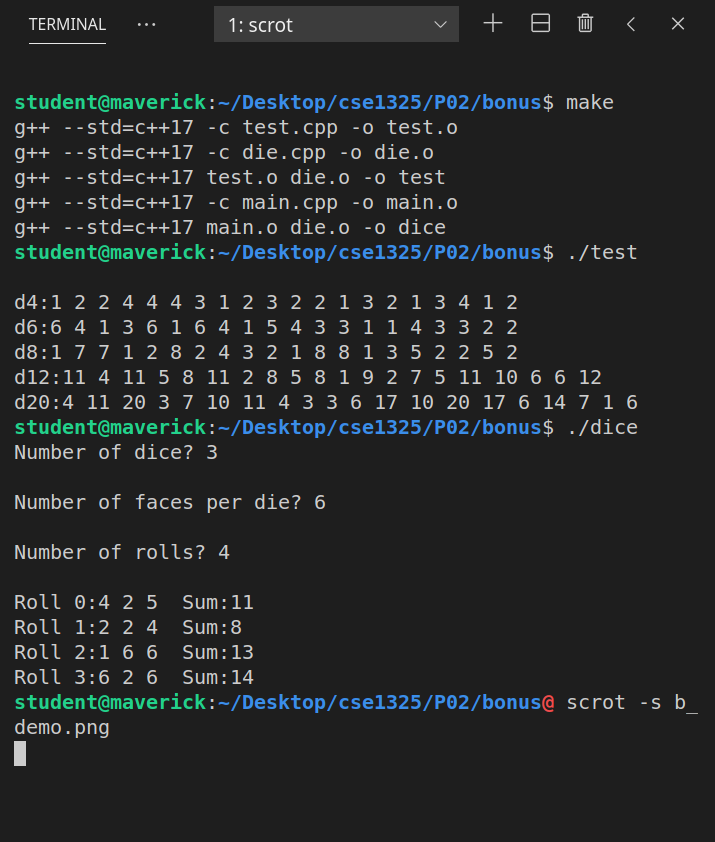 TERMINAL ··· 1: scrot
student@maverick:~/Desktop/cse1325/P02/bonus$ make
g++ --std=c++17 -c test.cpp -o test.o
g++ --std=c++17 -c die.cpp -o die.o
g++ --std=c++17 test.o die.o -o test
g++ --std=c++17 -c main.cpp -o main.o
g++ --std=c++17 main.o die.o -o dice
student@maverick:~/Desktop/cse1325/P02/bonus$ ./test
d4:1 2 2 4 4 4 3 1 2 3 2 2 1 3 2 1 3 4 1 2
d6:6 4 1 3 6 1 6 4 1 5 4 3 3 1 1 4 3 3 2 2
d8:1 7 7 1 2 8 2 4 3 2 1 8 8 1 3 5 2 2 5 2
d12:11 4 11 5 8 11 2 8 5 8 1 9 2 7 5 11 10 6 6 12
d20:4 11 20 3 7 10 11 4 3 3 6 17 10 20 17 6 14 7 1 6
student@maverick:~/Desktop/cse1325/P02/bonus$ ./dice
Number of dice? 3
Number of faces per die? 6
Number of rolls? 4
Roll 0:4 2 5  Sum:11
Roll 1:2 2 4  Sum:8
Roll 2:1 6 6  Sum:13
Roll 3:6 2 6  Sum:14
student@maverick:~/Desktop/cse1325/P02/bonus@ scrot -s b_
demo.png